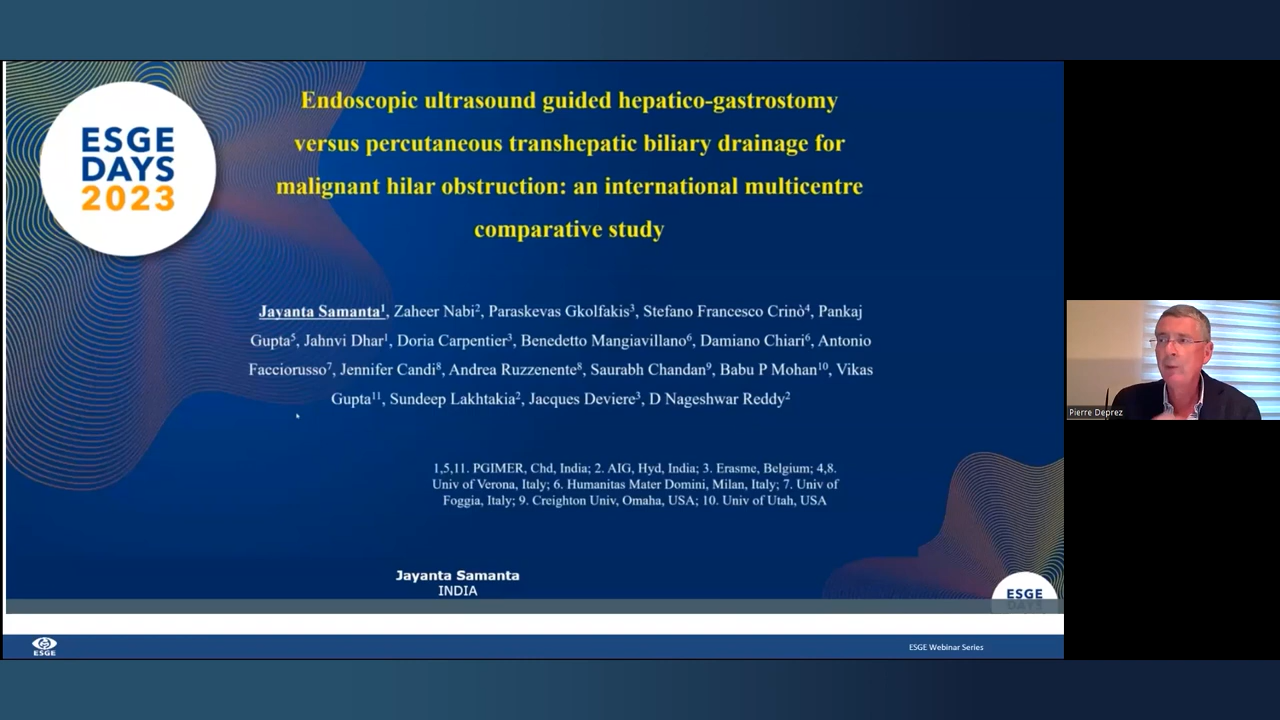 ESGE
DAYS
2023
Endoscopic ultrasound guided hepatico-gastrostomy
versus percutaneous transhepatic biliary drainage for
malignant hilar obstruction: an international multicentre
comparative study
Jayanta Samanta¹, Zaheer Nabi², Paraskevas Gkolfakis³, Stefano Francesco Crinò⁴, Pankaj
Gupta⁵, Jahnvi Dhar¹, Doria Carpentier³, Benedetto Mangiavillano⁶, Damiano Chiari⁶, Antonio
Facciorusso⁷, Jennifer Candi⁸, Andrea Ruzzenente⁸, Saurabh Chandan⁹, Babu P Mohan¹⁰, Vikas
Gupta¹¹, Sundeep Lakhtakia², Jacques Deviere³, D Nageshwar Reddy²
1,5,11. PGIMER, Chd, India; 2. AIG, Hyd, India; 3. Erasme, Belgium; 4,8.
Univ of Verona, Italy; 6. Humanitas Mater Domini, Milan, Italy; 7. Univ of
Foggia, Italy; 9. Creighton Univ, Omaha, USA; 10. Univ of Utah, USA
Jayanta Samanta
INDIA
ESGE
DAYS
ESGE
ESGE Webinar Series
Pierre Deprez